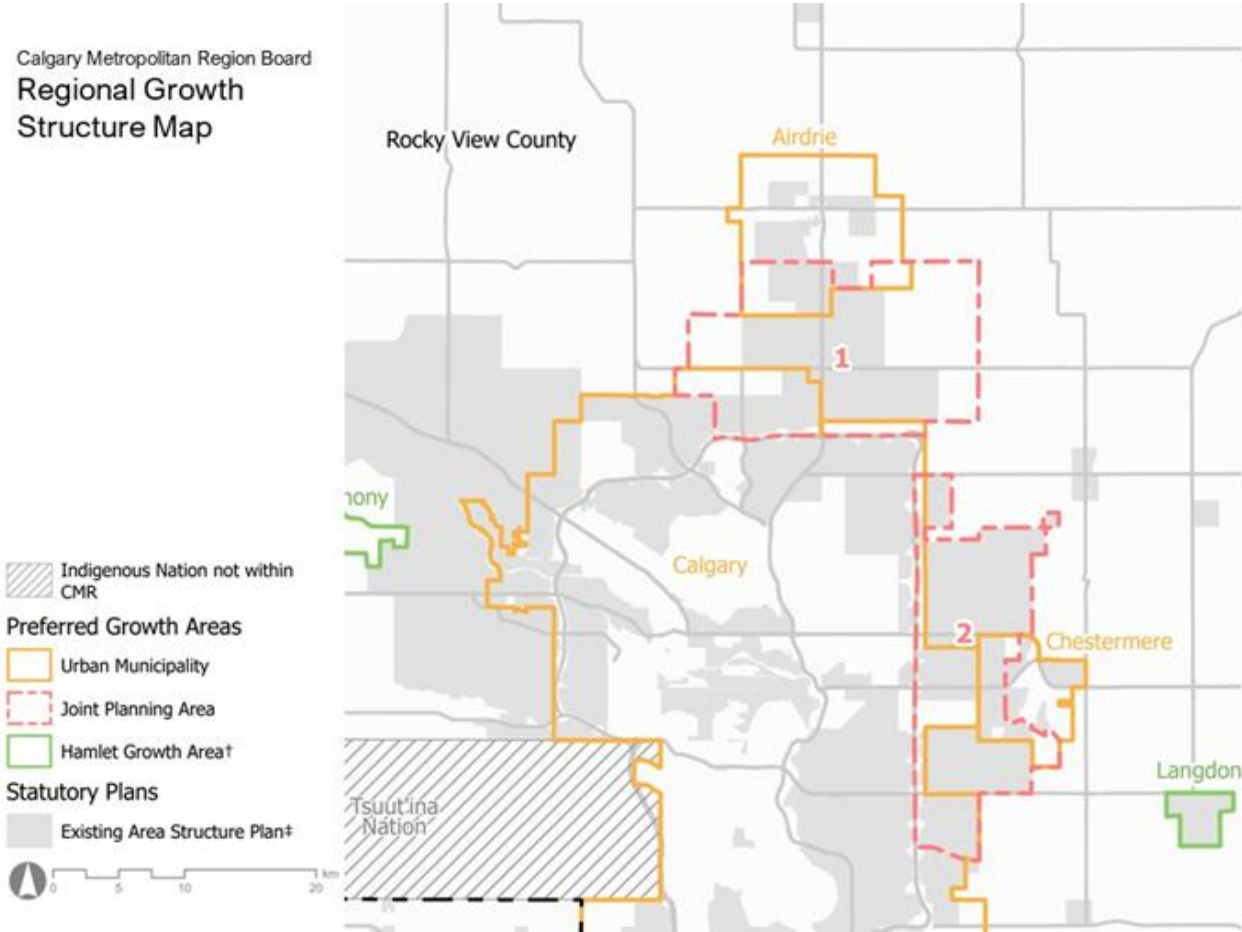 Calgary Metropolitan Region Board
Regional Growth
Structure Map
Rocky View County
Airdrie
1
mony
Calgary
2
Chestermere
Langdon
Tsuut'ina
Nation
Indigenous Nation not within
CMR
Preferred Growth Areas
Urban Municipality
Joint Planning Area
Hamlet Growth Area†
Statutory Plans
Existing Area Structure Plan‡
0 5 10 20 km